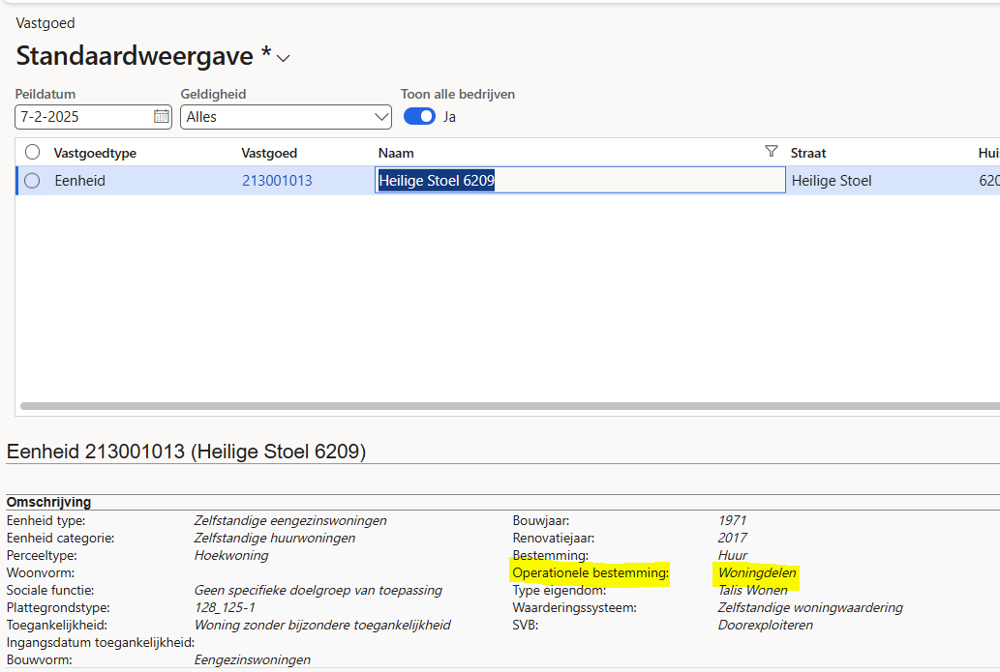 Vastgoed
Standaardweergave *
Peildatum Geldigheid Toon alle bedrijven
7-2-2025 Alles Ja
Vastgoedtype Vastgoed Naam Straat Hui
Eenheid 213001013 Heilige Stoel 6209 Heilige Stoel 620
Eenheid 213001013 (Heilige Stoel 6209)
Omschrijving
Eenheid type: Zelfstandige eengezinswoningen Bouwjaar: 1971
Eenheid categorie: Zelfstandige huurwoningen Renovatiejaar: 2017
Perceeltype: Hoekwoning Bestemming: Huur
Woonvorm: Operationele bestemming: Woningdelen
Sociale functie: Geen specifieke doelgroep van toepassing Type eigendom: Talis Wonen
Plattegrondstype: 128_125-1 Waarderingssysteem: Zelfstandige woningwaardering
Toegankelijkheid: Woning zonder bijzondere toegankelijkheid SVB: Doorexploiteren
Ingangsdatum toegankelijkheid:
Bouwvorm: Eengezinswoningen